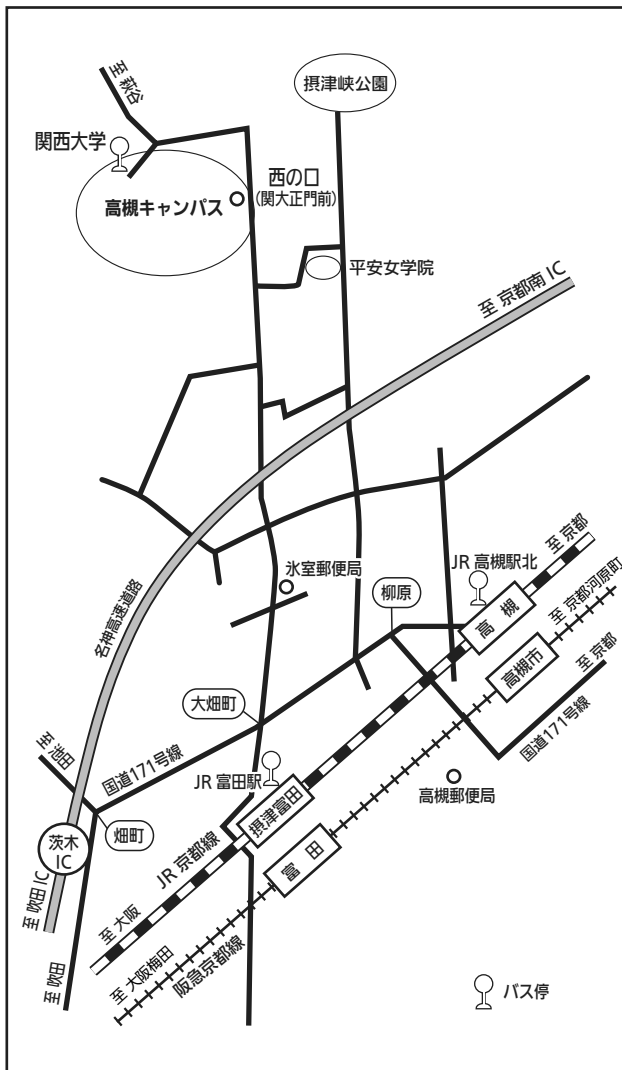 至 萩谷
摂津峡公園
関西大学
高槻キャンパス
西の口
(関大正門前)
平安女学院
至 京都南 IC
名神高速道路
氷室郵便局
柳原
JR 高槻駅北
至 京都
高 槻
至 京都河原町
高槻市
至 京都
国道171号線
大畑町
至 池田
国道171号線
JR 富田駅
摂津富田
高槻郵便局
畑町
茨木
IC
JR 京都線
富 田
至 吹田 IC
至 大阪
至 吹田
至 大阪梅田
阪急京都線
バス停